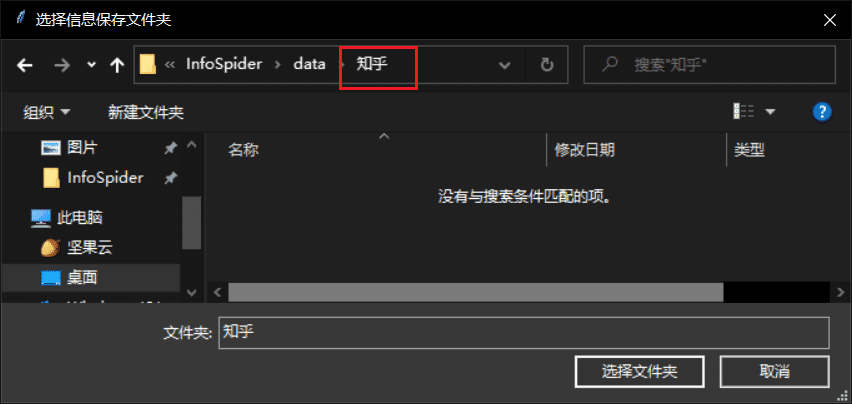 选择信息保存文件夹
« InfoSpider › data › 知乎
搜索"知乎"
组织
新建文件夹
?
名称
修改日期
类型
图片
InfoSpider
此电脑
坚果云
桌面
没有与搜索条件匹配的项。
文件夹:
知乎
选择文件夹
取消